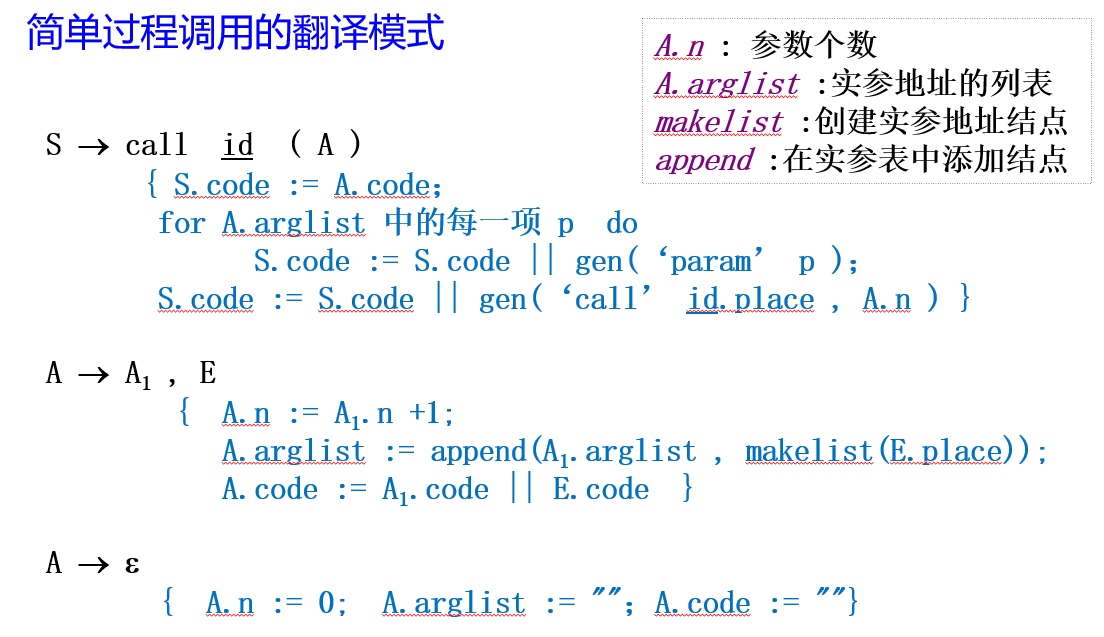 简单过程调用的翻译模式
A.n : 参数个数
A.arglist :实参地址的列表
makelist :创建实参地址结点
append :在实参表中添加结点
S → call id ( A )
{ S.code := A.code;
for A.arglist 中的每一项 p do
S.code := S.code || gen( ‘param’ p );
S.code := S.code || gen( ‘call’ id.place , A.n ) }
A → A₁ , E
{ A.n := A₁.n +1;
A.arglist := append(A₁.arglist , makelist(E.place));
A.code := A₁.code || E.code }
A → ε
{ A.n := 0; A.arglist := ""; A.code := ""}